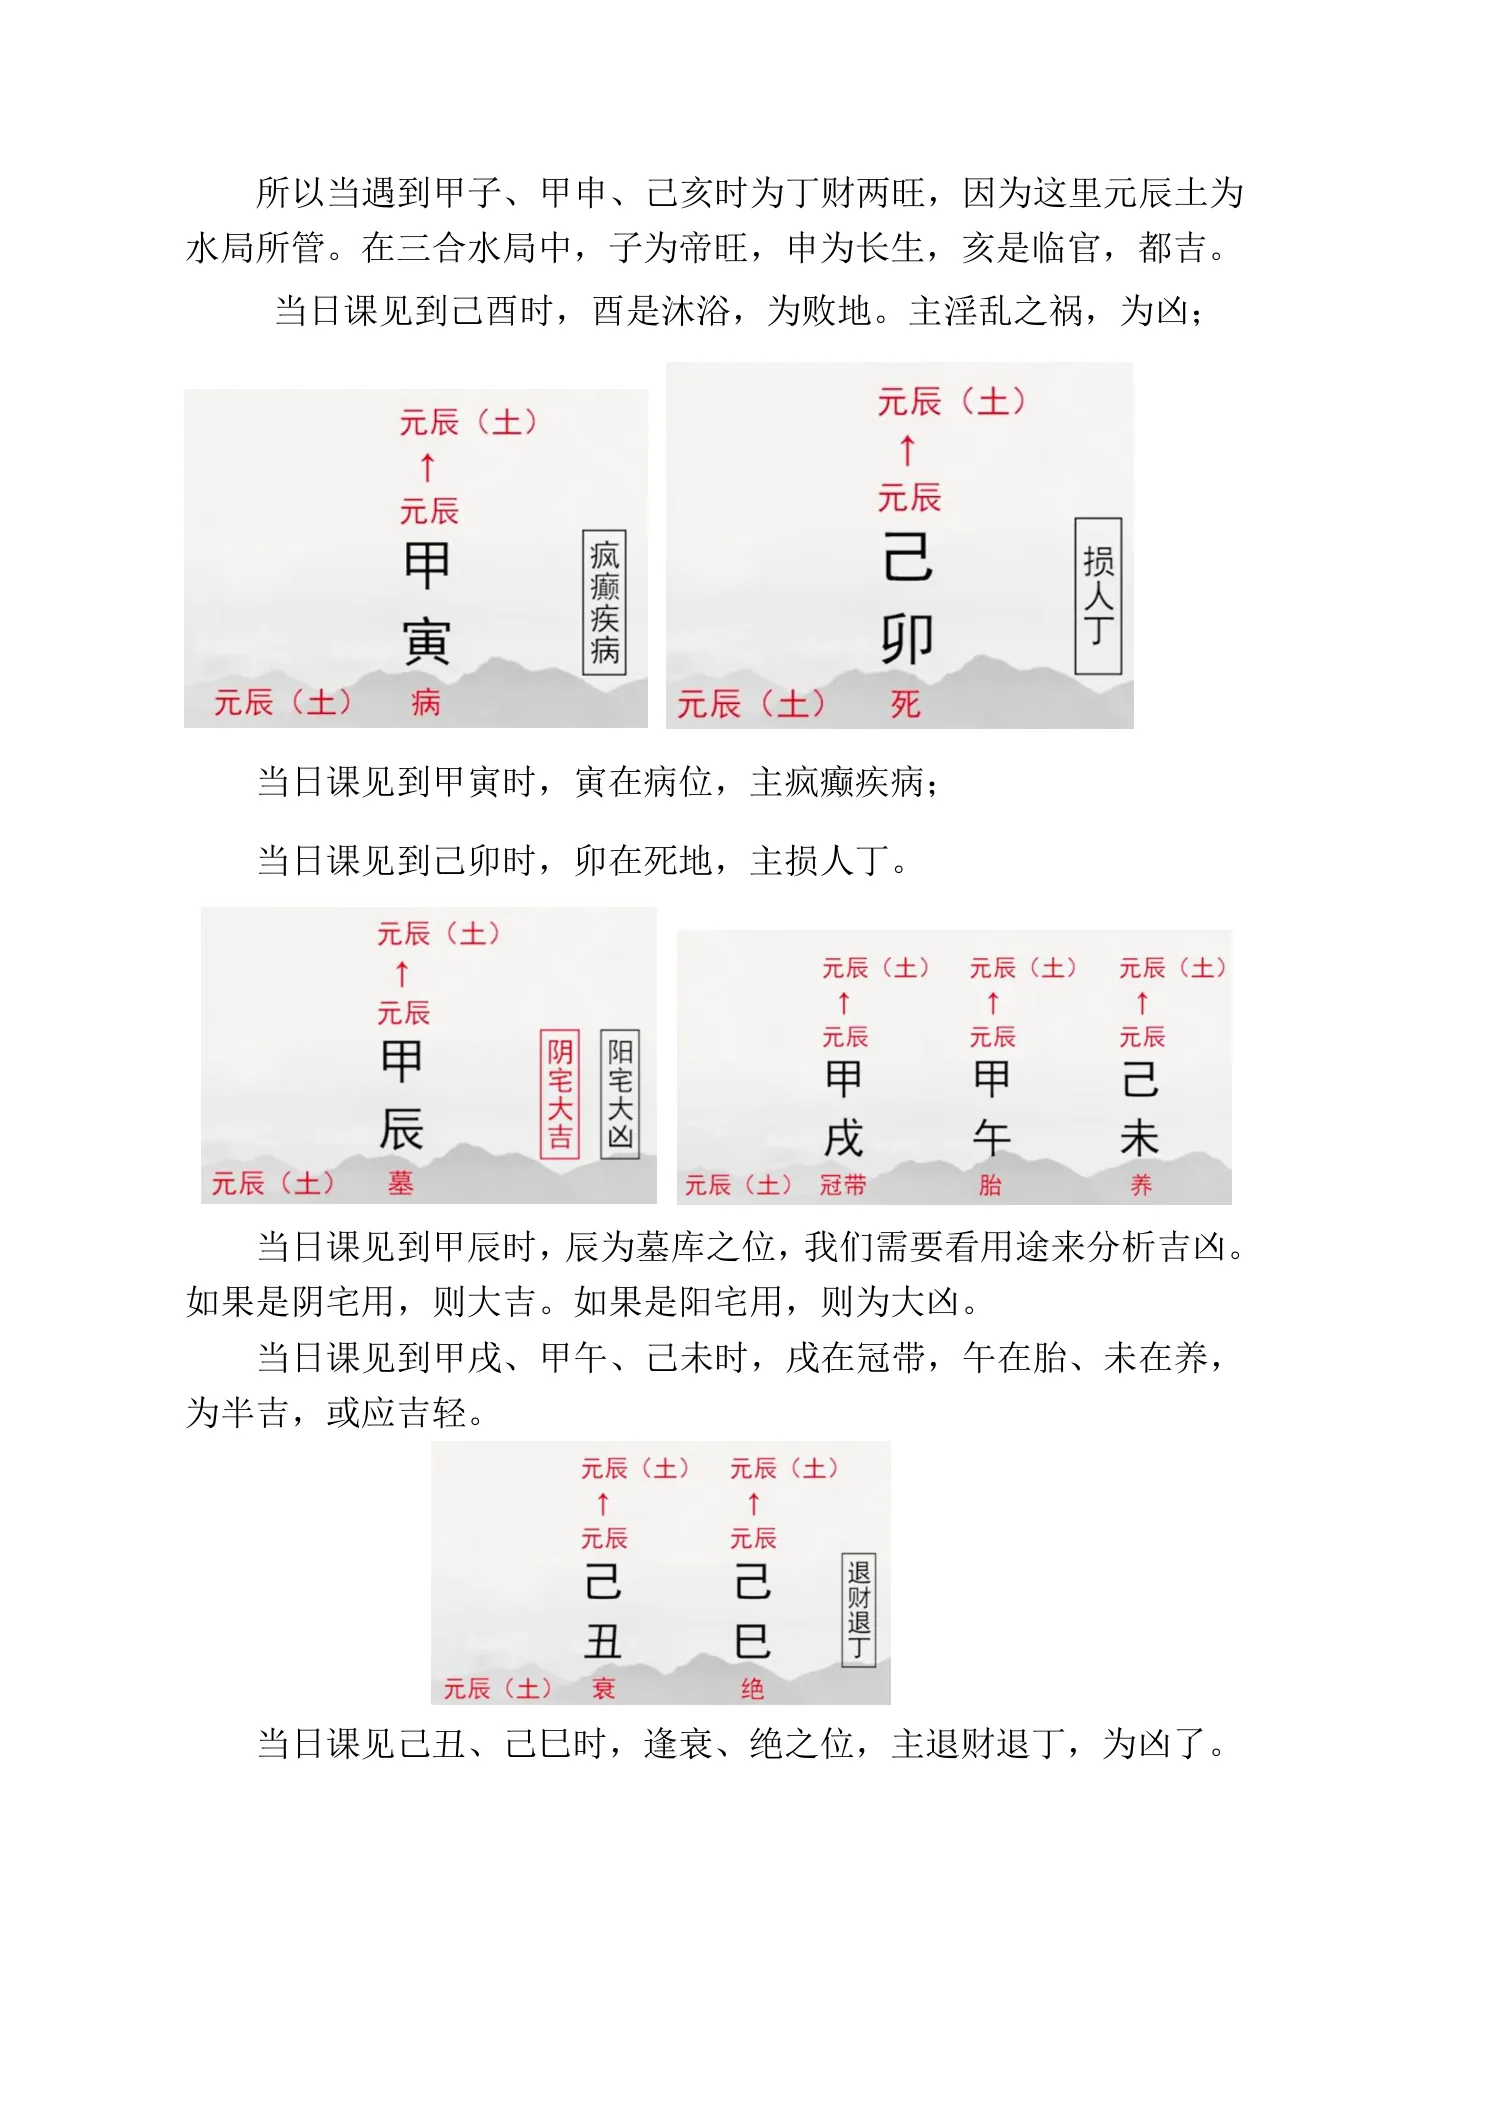 所以当遇到甲子、甲申、己亥时为丁财两旺，因为这里元辰土为
水局所管。在三合水局中，子为帝旺，申为长生，亥是临官，都吉。
当日课见到己酉时，酉是沐浴，为败地。主淫乱之祸，为凶；
元辰（土）
↑
元辰
甲
寅
元辰（土） 病
疯癫疾病
元辰（土）
↑
元辰
己
卯
元辰（土） 死
损人丁
当日课见到甲寅时，寅在病位，主疯癫疾病；
当日课见到己卯时，卯在死地，主损人丁。
元辰（土）
↑
元辰
甲
辰
元辰（土） 墓
阴宅大吉
阳宅大凶
元辰（土） 元辰（土） 元辰（土）
↑ ↑ ↑
元辰 元辰 元辰
甲 甲 己
戌 午 未
元辰（土） 冠带 胎 养
当日课见到甲辰时，辰为墓库之位，我们需要看用途来分析吉凶。
如果是阴宅用，则大吉。如果是阳宅用，则为大凶。
当日课见到甲戌、甲午、己未时，戌在冠带，午在胎、未在养，
为半吉，或应吉轻。
元辰（土） 元辰（土）
↑ ↑
元辰 元辰
己 己
丑 巳
元辰（土） 衰 绝
退财退丁
当日课见己丑、己巳时，逢衰、绝之位，主退财退丁，为凶了。